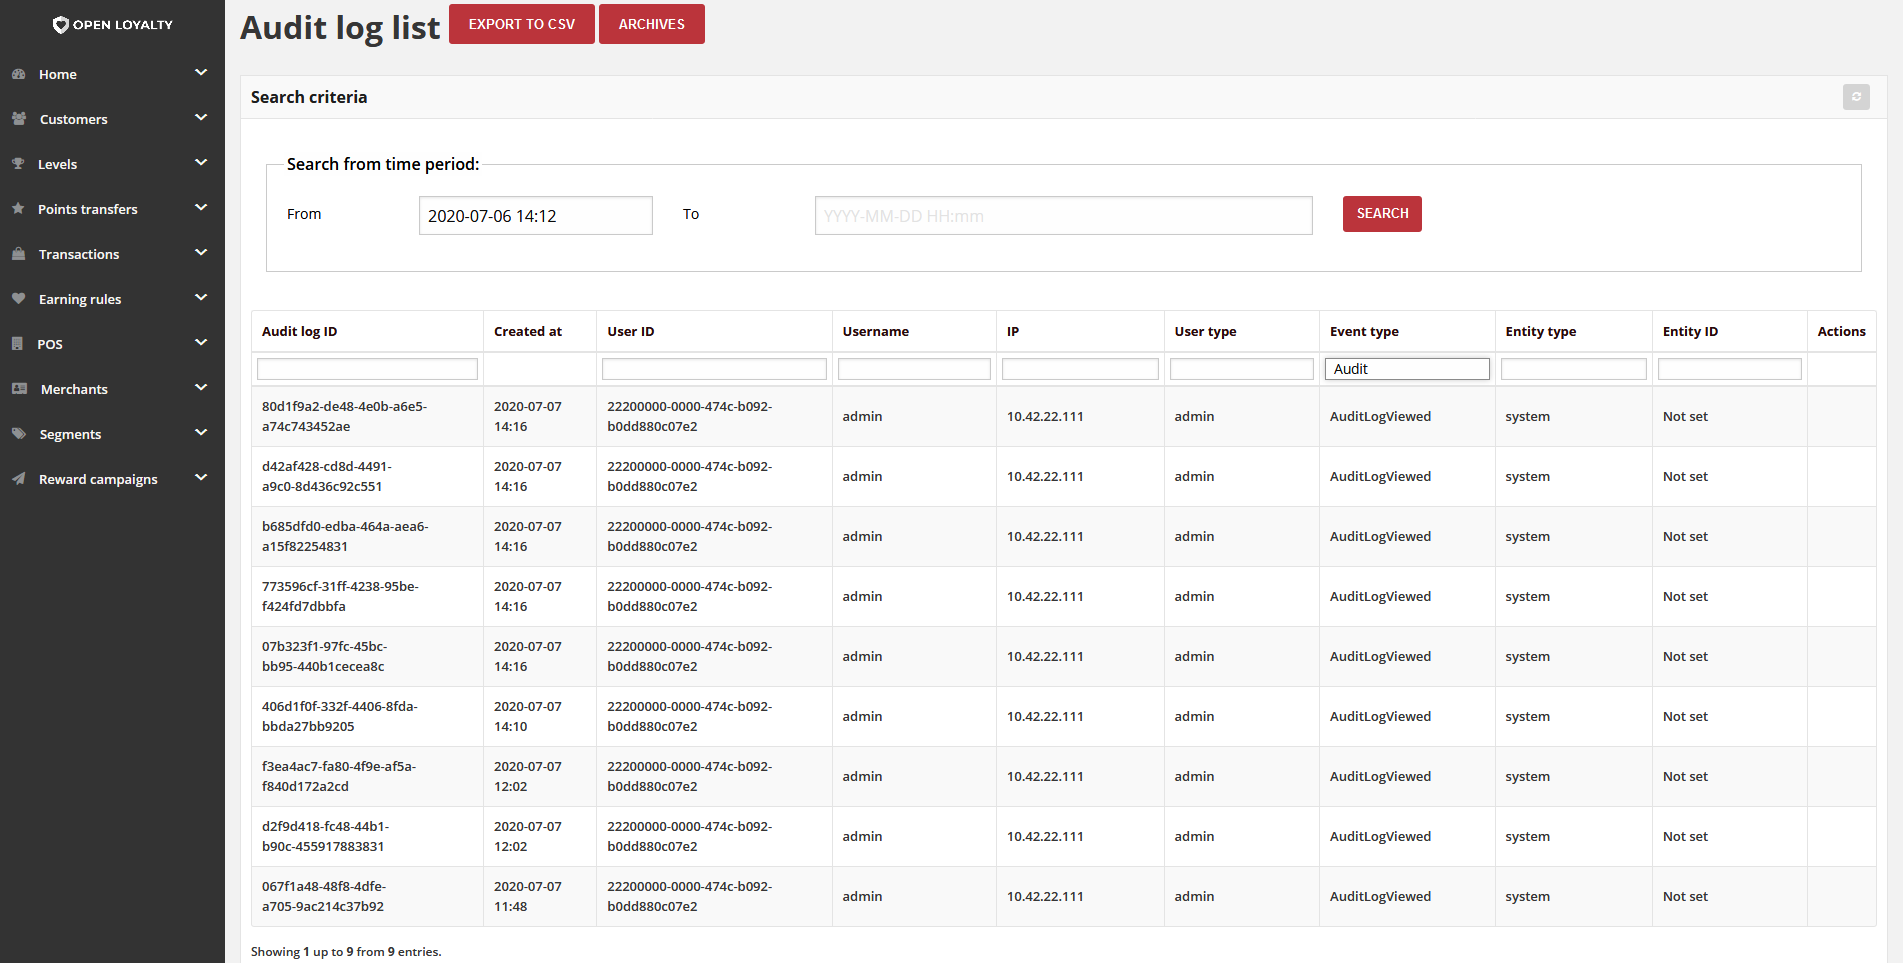 OPEN LOYALTY
Home
Customers
Levels
Points transfers
Transactions
Earning rules
POS
Merchants
Segments
Reward campaigns
Audit log list EXPORT TO CSV ARCHIVES
Search criteria
Search from time period:
From 2020-07-06 14:12 To YYYY-MM-DD HH:mm SEARCH
Audit log ID Created at User ID Username IP User type Event type Entity type Entity ID Actions
Audit
80d1f9a2-de48-4e0b-a6e5- 2020-07-07 22200000-0000-474c-b092-
a74c743452ae 14:16 b0dd880c07e2 admin 10.42.22.111 admin AuditLogViewed system Not set
d42af428-cd8d-4491- 2020-07-07 22200000-0000-474c-b092-
a9c0-8d436c92c551 14:16 b0dd880c07e2 admin 10.42.22.111 admin AuditLogViewed system Not set
b685dfd0-edba-464a-aea6- 2020-07-07 22200000-0000-474c-b092-
a15f82254831 14:16 b0dd880c07e2 admin 10.42.22.111 admin AuditLogViewed system Not set
773596cf-31ff-4238-95be- 2020-07-07 22200000-0000-474c-b092-
f424fd7dbbfa 14:16 b0dd880c07e2 admin 10.42.22.111 admin AuditLogViewed system Not set
07b323f1-97fc-45bc- 2020-07-07 22200000-0000-474c-b092-
bb95-440b1cecea8c 14:16 b0dd880c07e2 admin 10.42.22.111 admin AuditLogViewed system Not set
406d1f0f-332f-4406-8fda- 2020-07-07 22200000-0000-474c-b092-
bbda27bb9205 14:10 b0dd880c07e2 admin 10.42.22.111 admin AuditLogViewed system Not set
f3ea4ac7-fa80-4f9e-af5a- 2020-07-07 22200000-0000-474c-b092-
f840d172a2cd 12:02 b0dd880c07e2 admin 10.42.22.111 admin AuditLogViewed system Not set
d2f9d418-fc48-44b1- 2020-07-07 22200000-0000-474c-b092-
b90c-455917883831 12:02 b0dd880c07e2 admin 10.42.22.111 admin AuditLogViewed system Not set
067f1a48-48f8-4dfe- 2020-07-07 22200000-0000-474c-b092-
a705-9ac214c37b92 11:48 b0dd880c07e2 admin 10.42.22.111 admin AuditLogViewed system Not set
Showing 1 up to 9 from 9 entries.